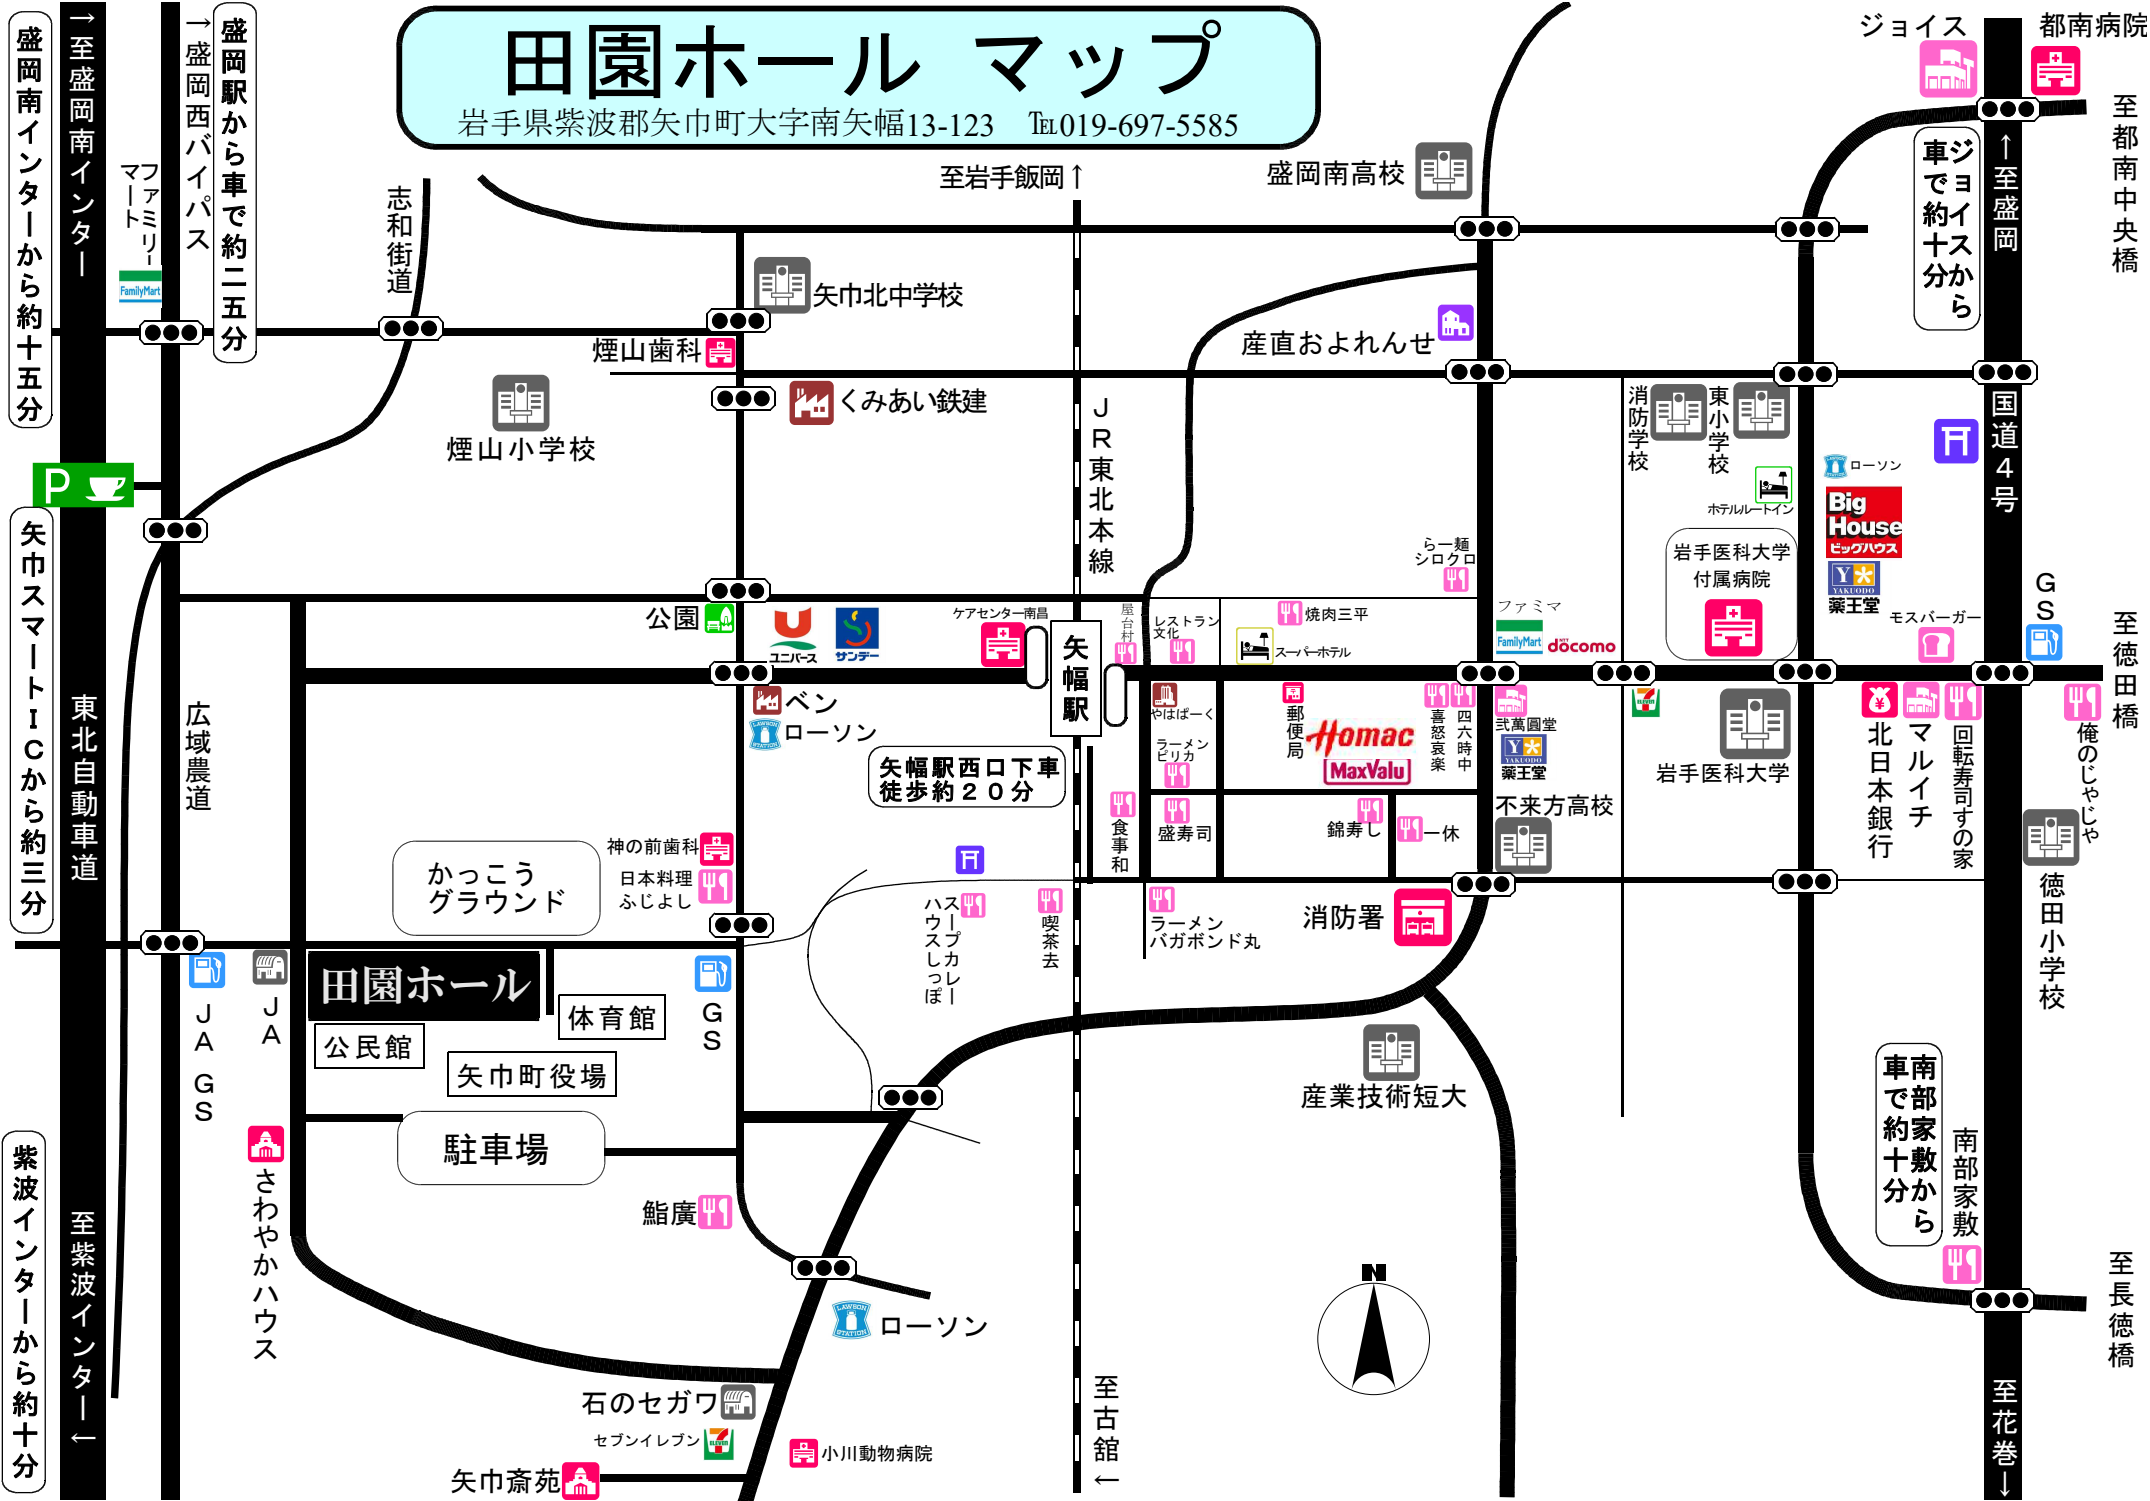 田園ホール マップ
岩手県紫波郡矢巾町大字南矢幅13-123 ℡019-697-5585
盛岡南インターから約十五分
→至盛岡南インター
→盛岡西バイパス
盛岡駅から車で約二五分
ファミリーマート
FamilyMart
志和街道
至岩手飯岡↑
盛岡南高校
ジョイス
都南病院
至都南中央橋
←至盛岡
ジョイスから
車で約十分
矢巾北中学校
煙山歯科
煙山小学校
くみあい鉄建
JR東北本線
産直およれんせ
消防学校
東小学校
国道4号
ローソン
ホテルルートイン
Big
House
ビッグハウス
P
矢巾スマートICから約三分
らー麺
シロクロ
岩手医科大学
付属病院
YAKUODO
薬王堂
モスバーガー
GS
至徳田橋
公園
ユニバース
サンデー
ケアセンター南昌
矢幅駅
屋台村
レストラン
文化
焼肉三平
スーパーホテル
ファミマ
FamilyMart
NTT
döcomo
ベン
ローソン
やはぱーく
ラーメン
ピリカ
郵便局
Homac
MaxValu
喜怒哀楽
四六時中
弐萬圓堂
YAKUODO
薬王堂
ELEVEN
岩手医科大学
北日本銀行
マルイチ
回転寿司すの家
俺のじゃじゃ
東北自動車道
広域農道
矢幅駅西口下車
徒歩約20分
食事和
盛寿司
錦寿し
一休
不来方高校
徳田小学校
かっこう
グラウンド
神の前歯科
日本料理
ふじよし
スープカレー
ハウスしっぽ
喫茶去
ラーメン
バガボンド丸
消防署
田園ホール
体育館
公民館
矢巾町役場
GS
JA GS
JA
産業技術短大
南部家敷から
車で約十分
南部家敷
駐車場
さわやかハウス
鮨廣
紫波インターから約十分
至紫波インター←
LAWSON
STATION
ローソン
N
至長徳橋
石のセガワ
セブンイレブン
ELEVEN
小川動物病院
矢巾斎苑
至古舘←
至花巻→